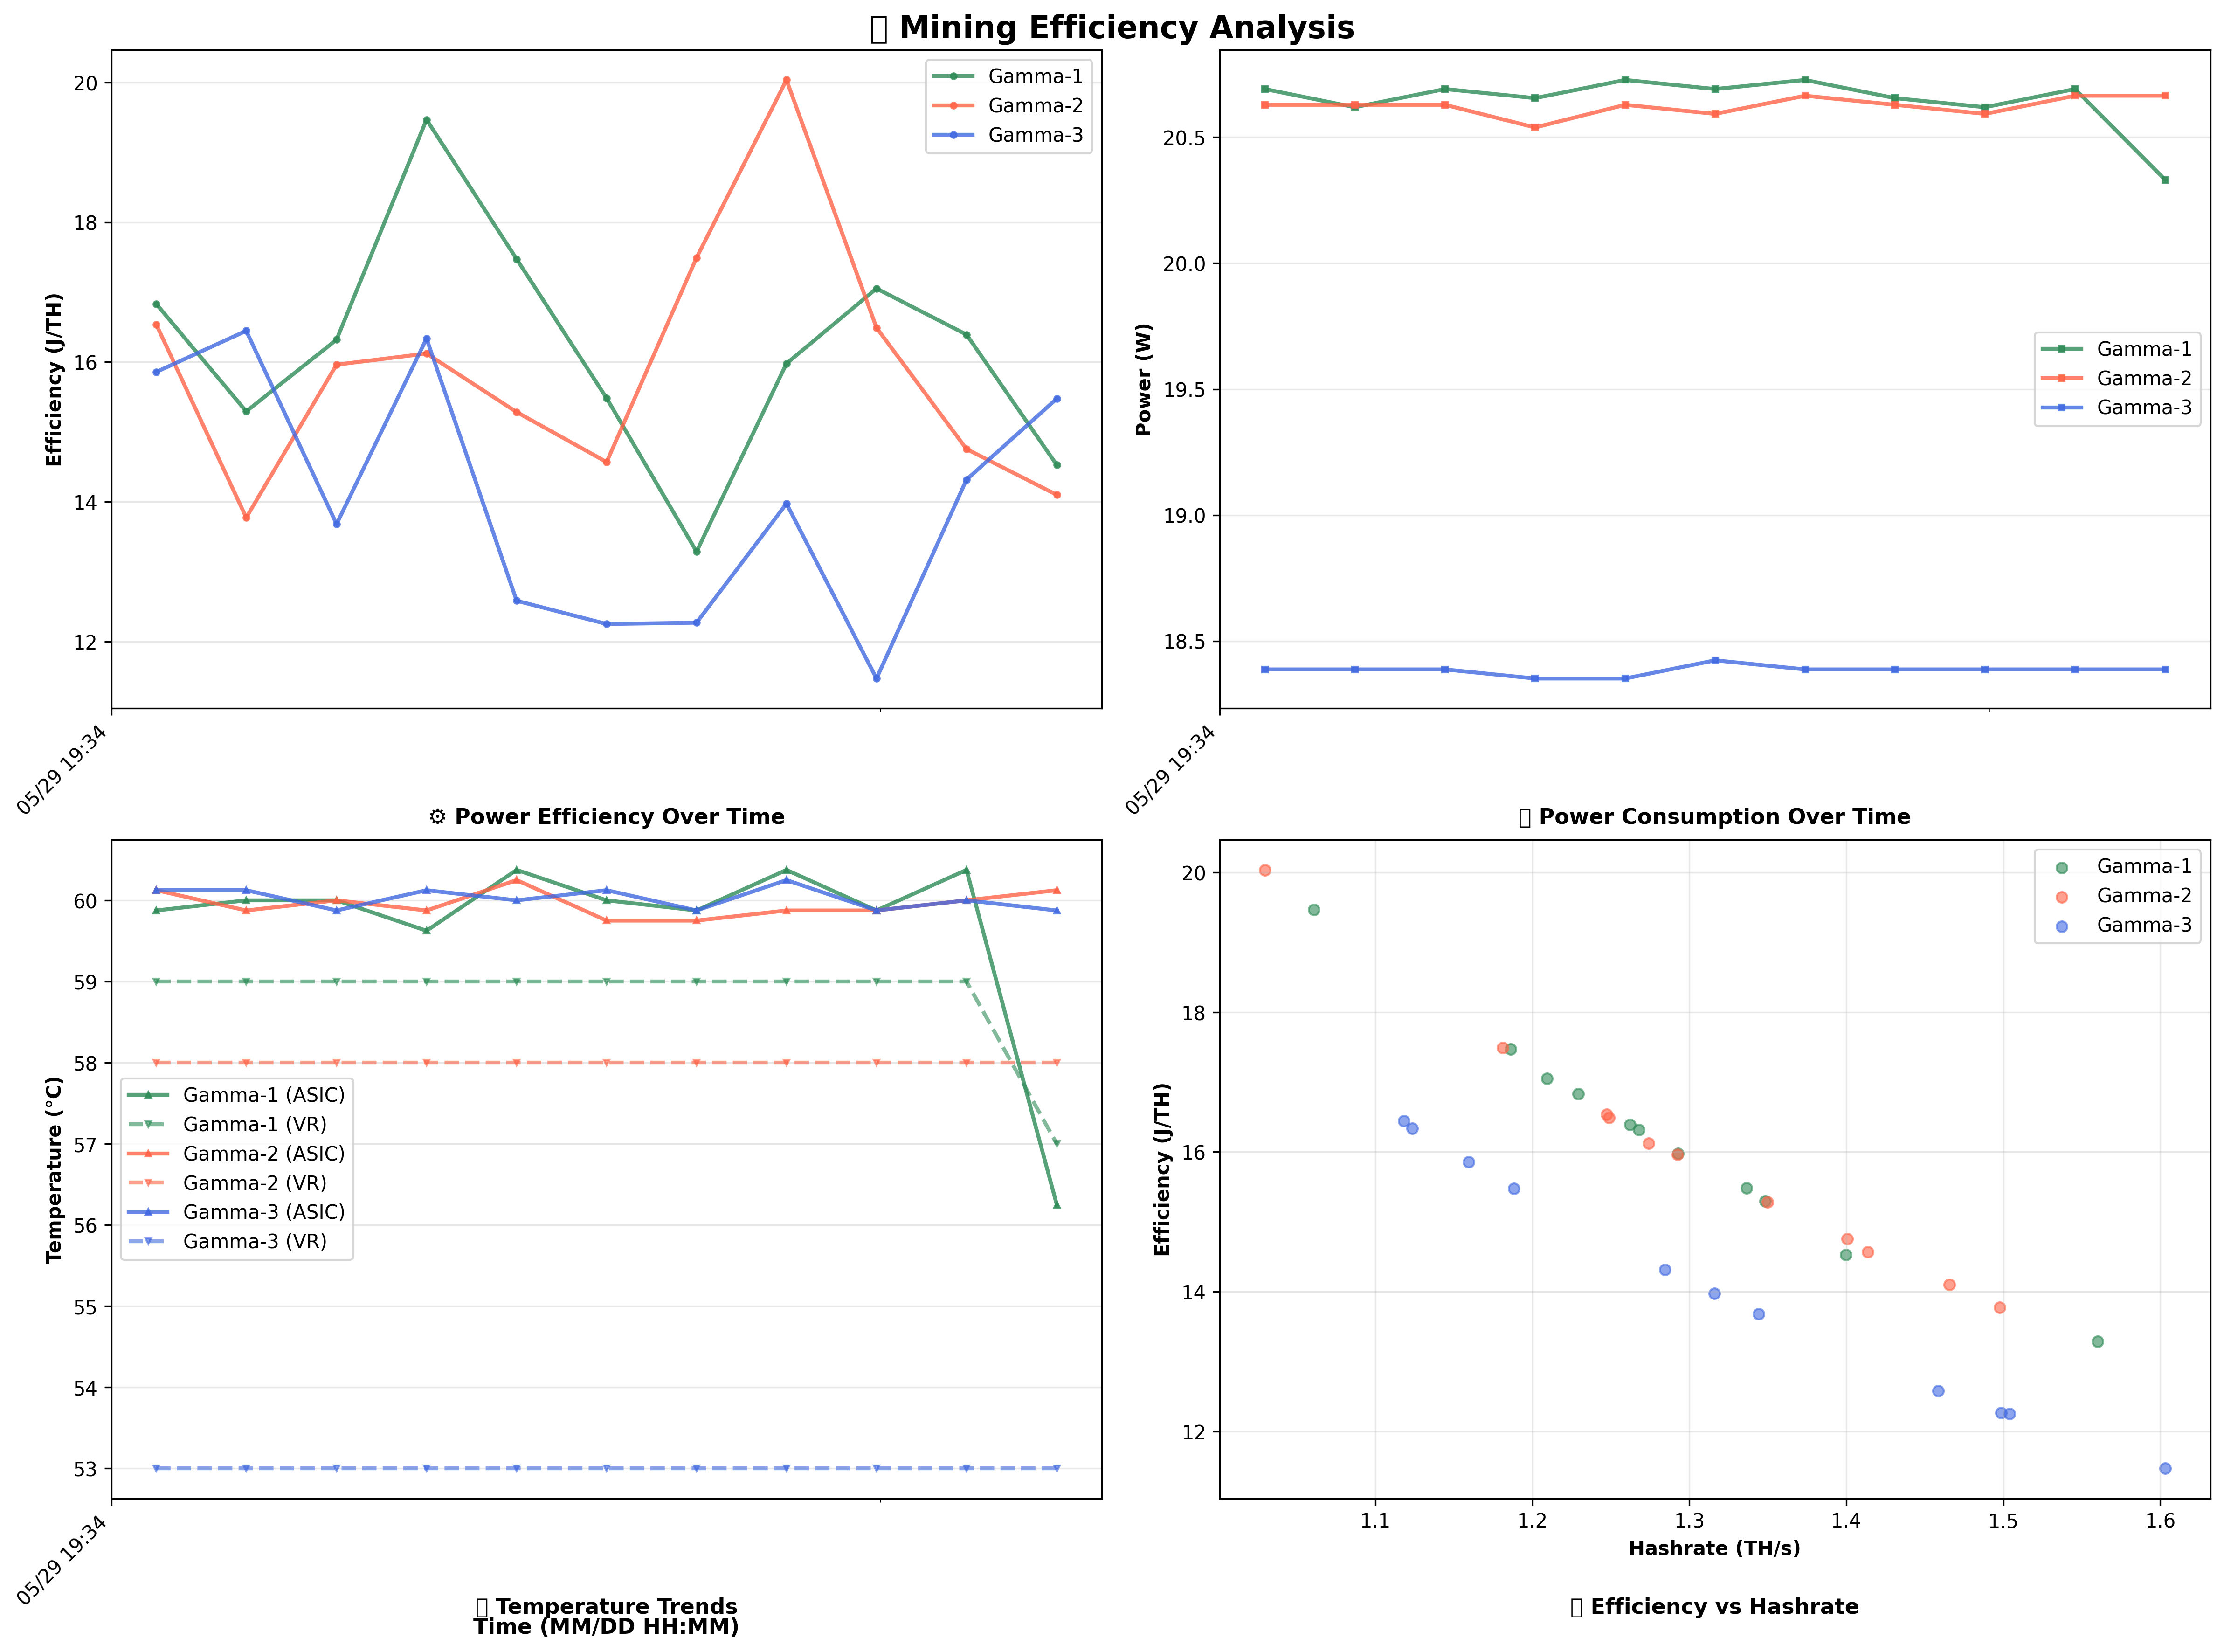 Mining Efficiency Analysis
20
18
16
14
12
Efficiency (J/TH)
Gamma-1
Gamma-2
Gamma-3
05/29 19:34
⚙ Power Efficiency Over Time
20.5
20.0
19.5
19.0
18.5
Power (W)
Gamma-1
Gamma-2
Gamma-3
05/29 19:34
Power Consumption Over Time
60
59
58
57
56
55
54
53
Temperature (°C)
Gamma-1 (ASIC)
Gamma-1 (VR)
Gamma-2 (ASIC)
Gamma-2 (VR)
Gamma-3 (ASIC)
Gamma-3 (VR)
05/29 19:34
Temperature Trends
Time (MM/DD HH:MM)
20
18
16
14
12
Efficiency (J/TH)
Gamma-1
Gamma-2
Gamma-3
1.1
1.2
1.3
1.4
1.5
1.6
Hashrate (TH/s)
Efficiency vs Hashrate